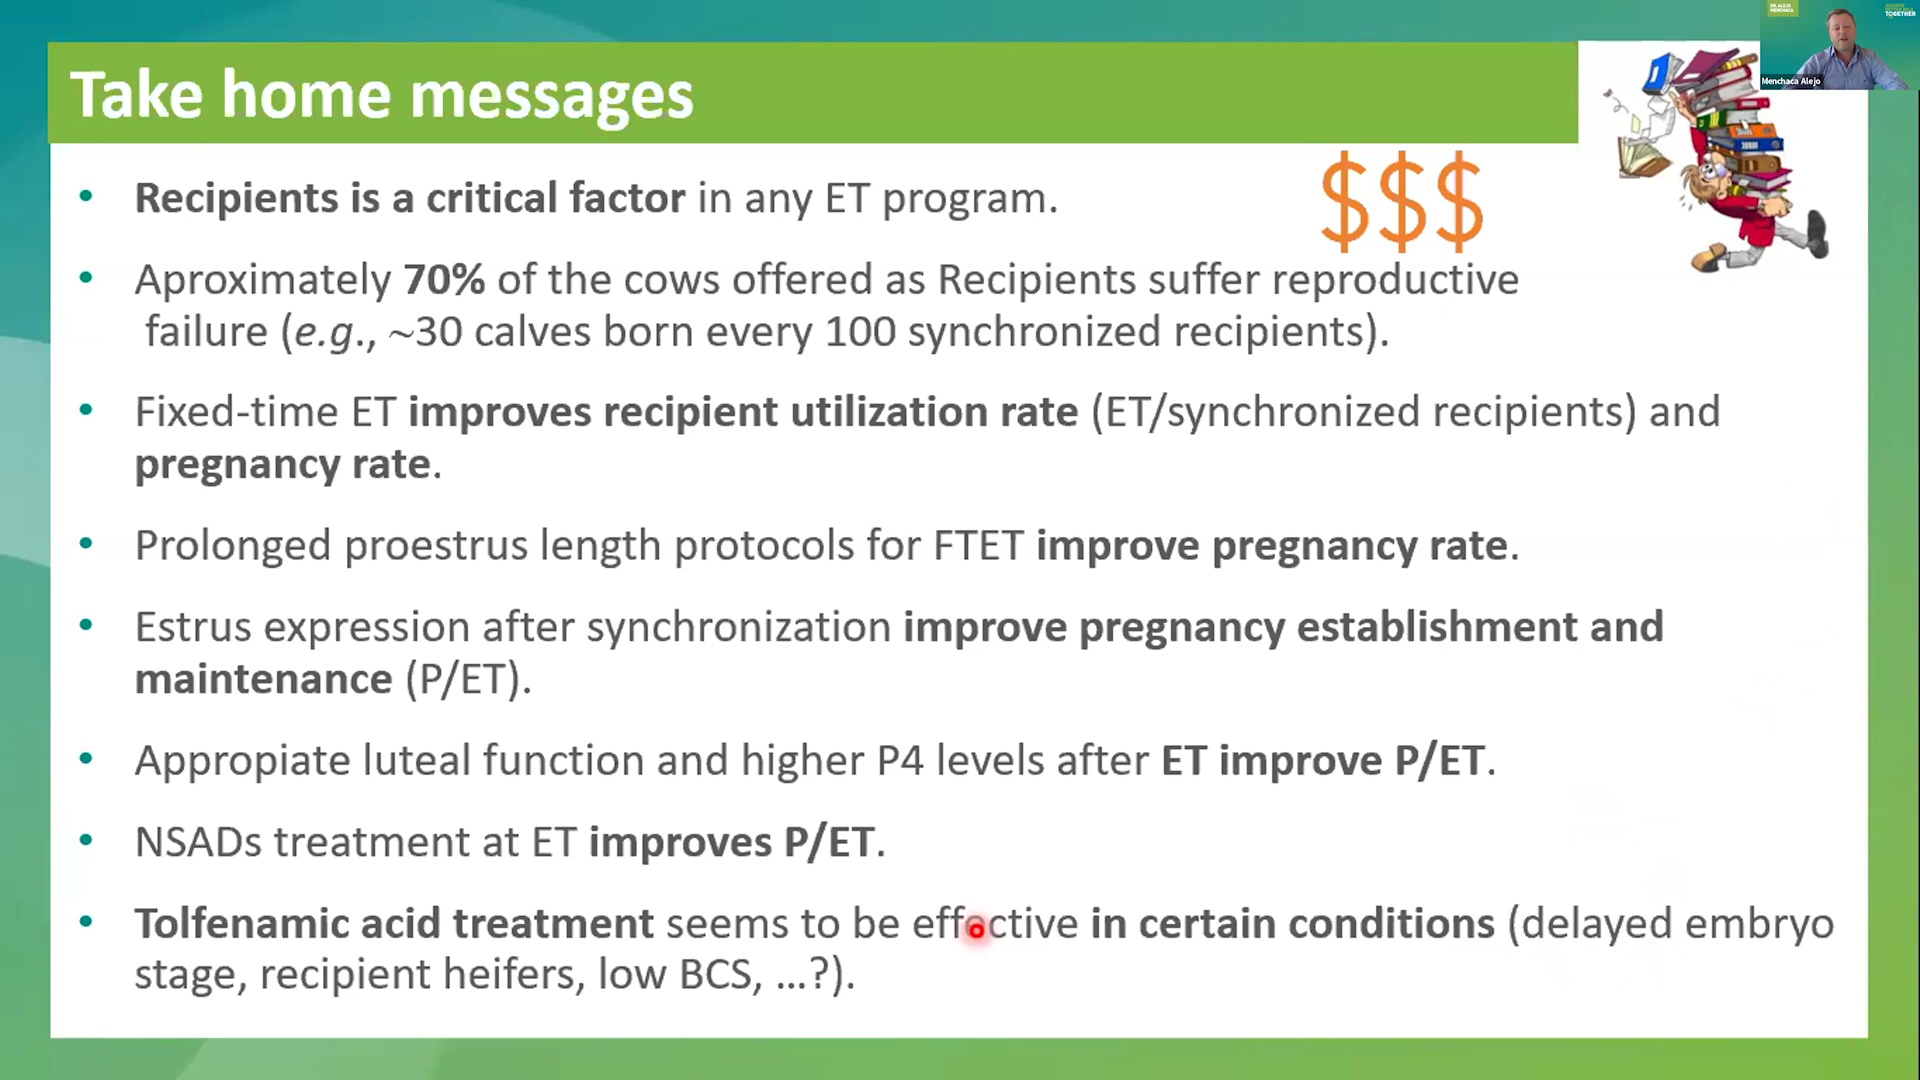 DR. ALEJO
MENCHACA
TOGETHER
Menchaca Alejo
Take home messages
$$$
• Recipients is a critical factor in any ET program.
• Aproximately 70% of the cows offered as Recipients suffer reproductive
failure (e.g., ~30 calves born every 100 synchronized recipients).
• Fixed-time ET improves recipient utilization rate (ET/synchronized recipients) and
pregnancy rate.
• Prolonged proestrus length protocols for FTET improve pregnancy rate.
• Estrus expression after synchronization improve pregnancy establishment and
maintenance (P/ET).
• Appropiate luteal function and higher P4 levels after ET improve P/ET.
• NSADs treatment at ET improves P/ET.
• Tolfenamic acid treatment seems to be effective in certain conditions (delayed embryo
stage, recipient heifers, low BCS, ...?).